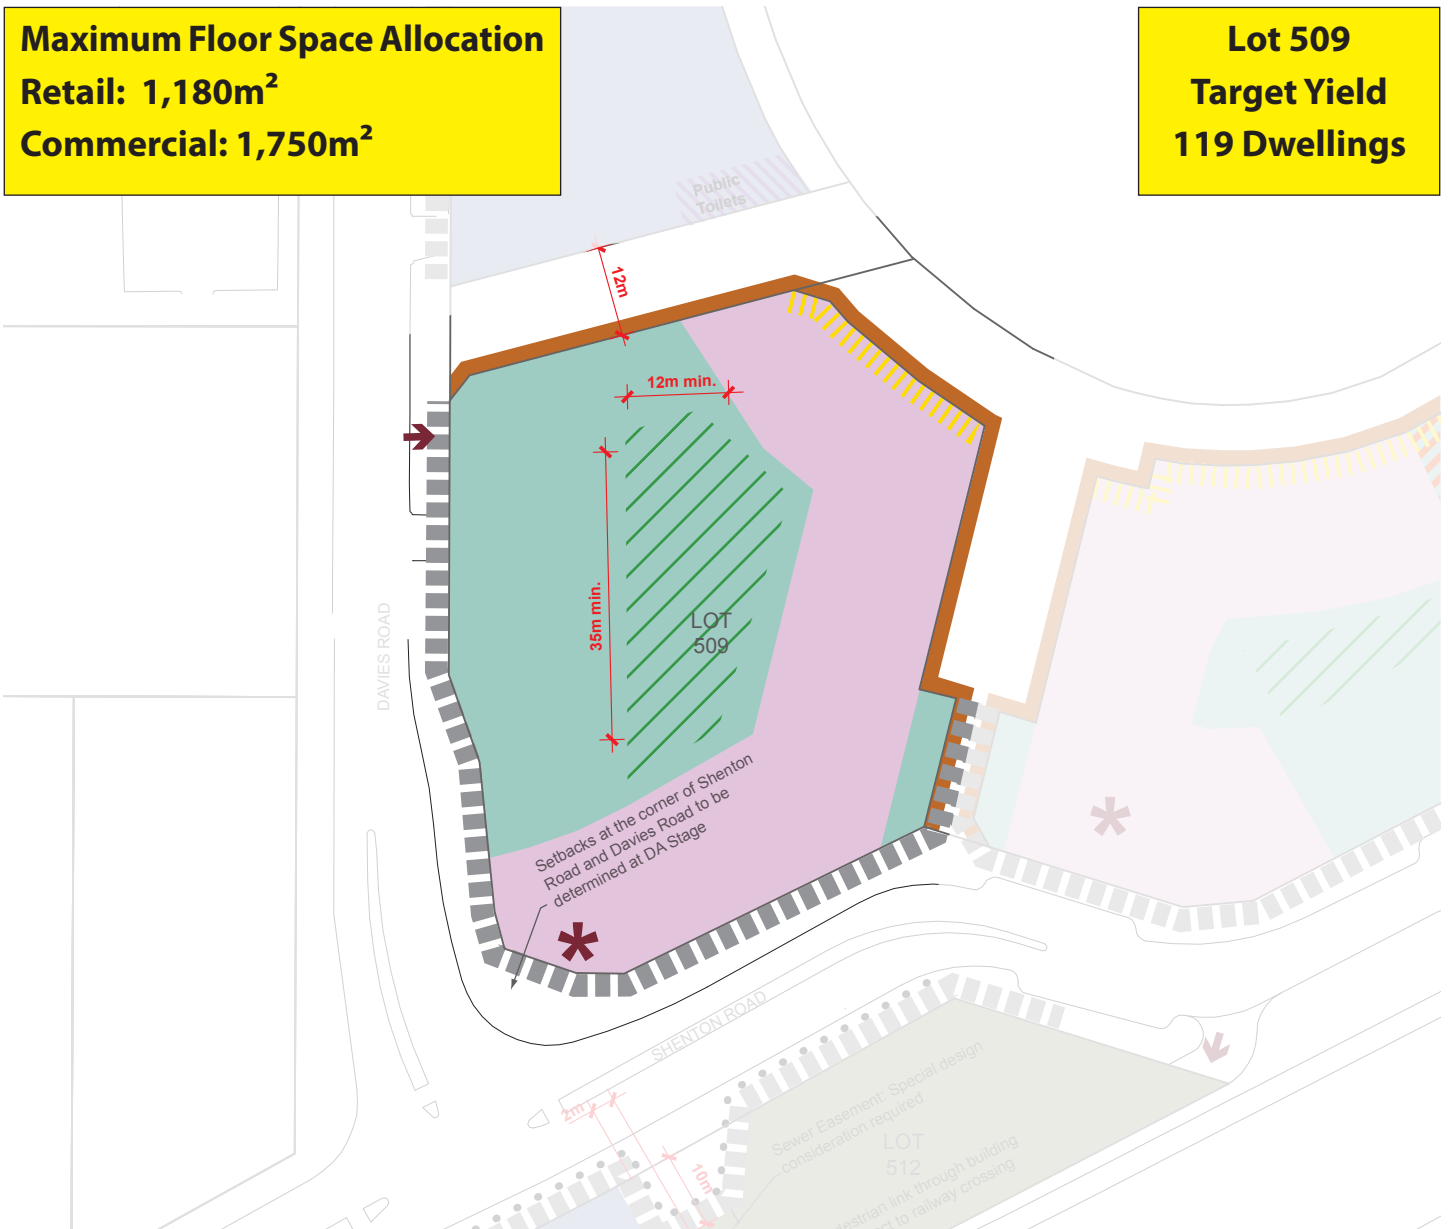 Maximum Floor Space Allocation
Retail: 1,180m²
Commercial: 1,750m²
Lot 509
Target Yield
119 Dwellings
Public
Toilets
12m
12m min.
35m min.
LOT
509
DAVIES ROAD
Setbacks at the corner of Shenton
Road and Davies Road to be
determined at DA Stage
SHENTON ROAD
2m
10m
Sewer Easement: Special design
consideration required
LOT
512
link through building
to railway crossing